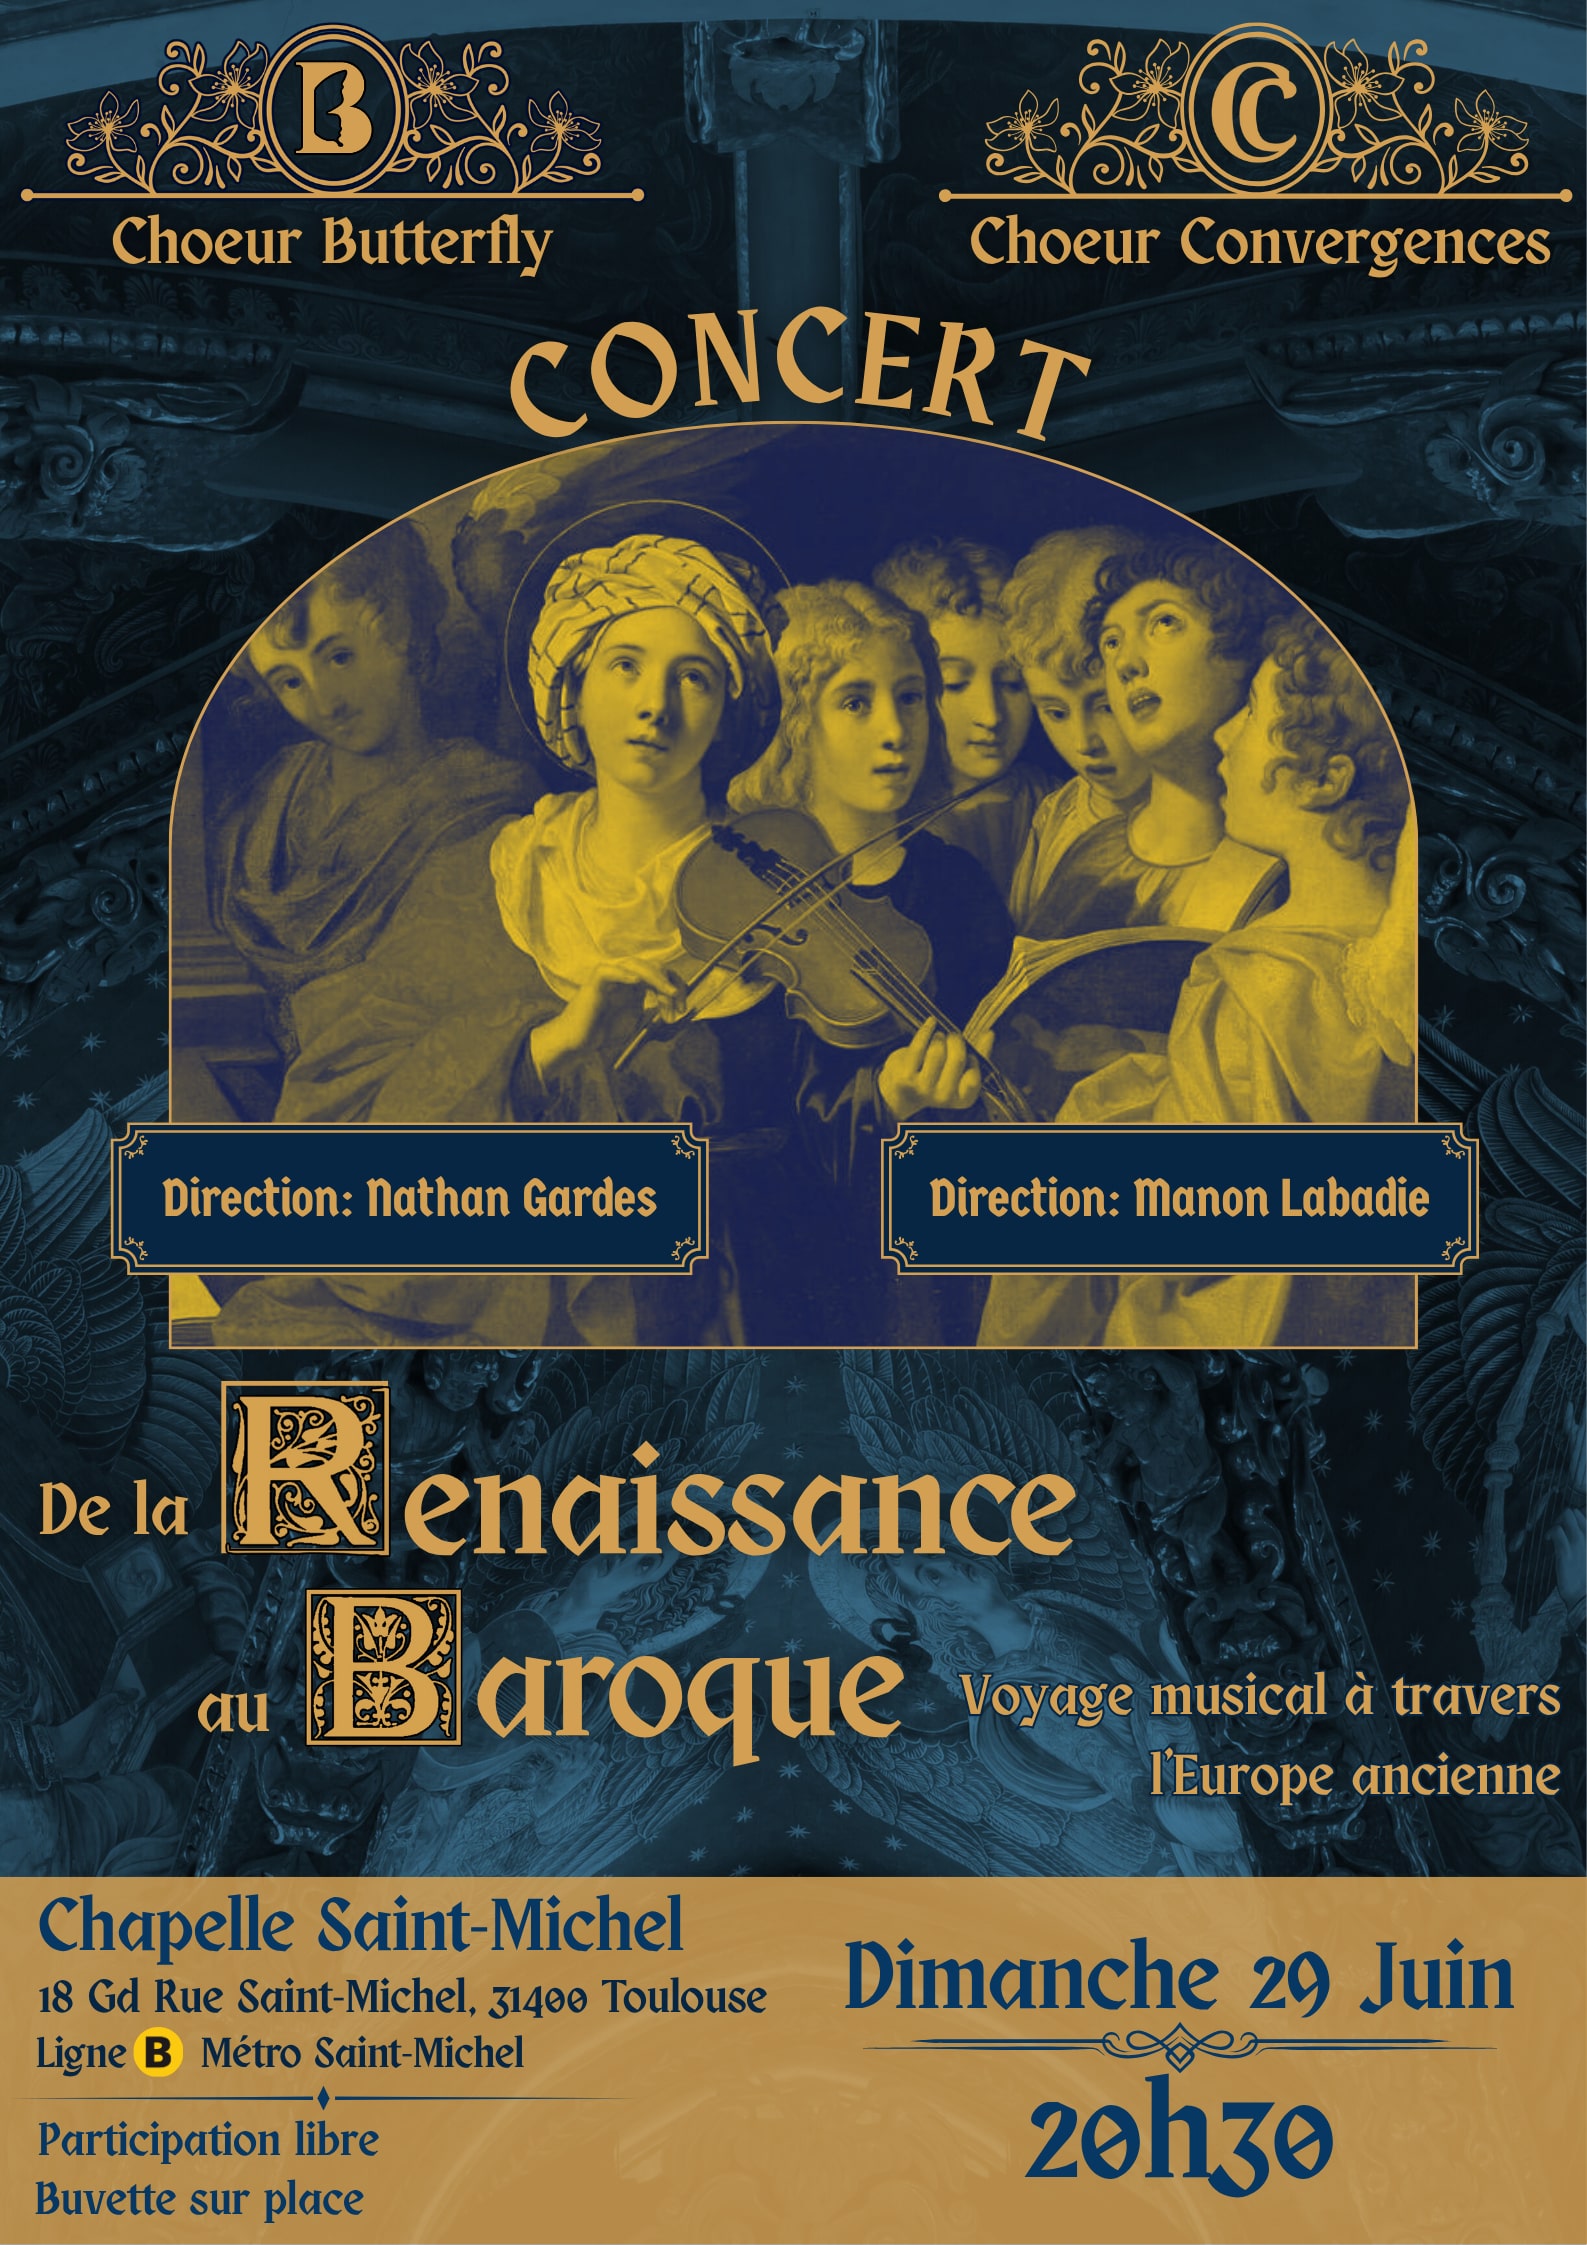 B
Choeur Butterfly
CC
Choeur Convergences
CONCERT
Direction: Nathan Gardes
Direction: Manon Labadie
De la Renaissance
au Baroque
Voyage musical à travers
l'Europe ancienne
Chapelle Saint-Michel
18 Gd Rue Saint-Michel, 31400 Toulouse
Ligne B Métro Saint-Michel
Participation libre
Buvette sur place
Dimanche 29 Juin
20h30